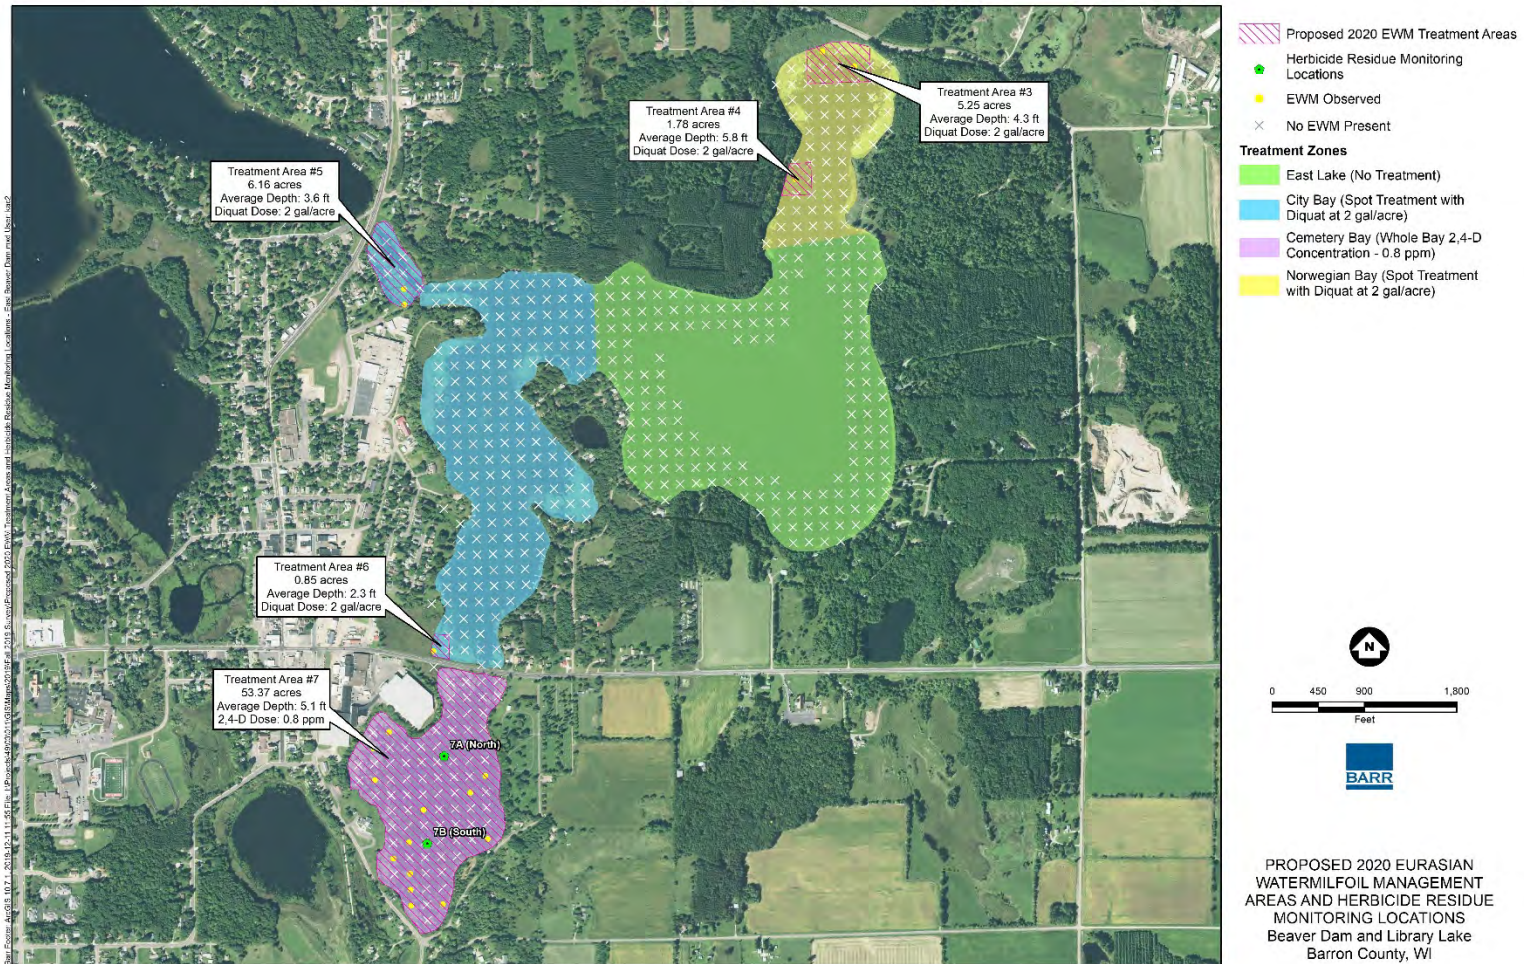 Treatment Area #3
5.25 acres
Average Depth: 4.3 ft
Diquat Dose: 2 gal/acre
Treatment Area #4
1.78 acres
Average Depth: 5.8 ft
Diquat Dose: 2 gal/acre
Treatment Area #5
6.16 acres
Average Depth: 3.6 ft
Diquat Dose: 2 gal/acre
Treatment Area #6
0.85 acres
Average Depth: 2.3 ft
Diquat Dose: 2 gal/acre
Treatment Area #7
53.37 acres
Average Depth: 5.1 ft
2,4-D Dose: 0.8 ppm
7A (North)
7B (South)
Proposed 2020 EWM Treatment Areas
Herbicide Residue Monitoring
Locations
EWM Observed
No EWM Present
Treatment Zones
East Lake (No Treatment)
City Bay (Spot Treatment with
Diquat at 2 gal/acre)
Cemetery Bay (Whole Bay 2,4-D
Concentration - 0.8 ppm)
Norwegian Bay (Spot Treatment
with Diquat at 2 gal/acre)
N
0 450 900 1,800
Feet
BARR
PROPOSED 2020 EURASIAN
WATERMILFOIL MANAGEMENT
AREAS AND HERBICIDE RESIDUE
MONITORING LOCATIONS
Beaver Dam and Library Lake
Barron County, WI